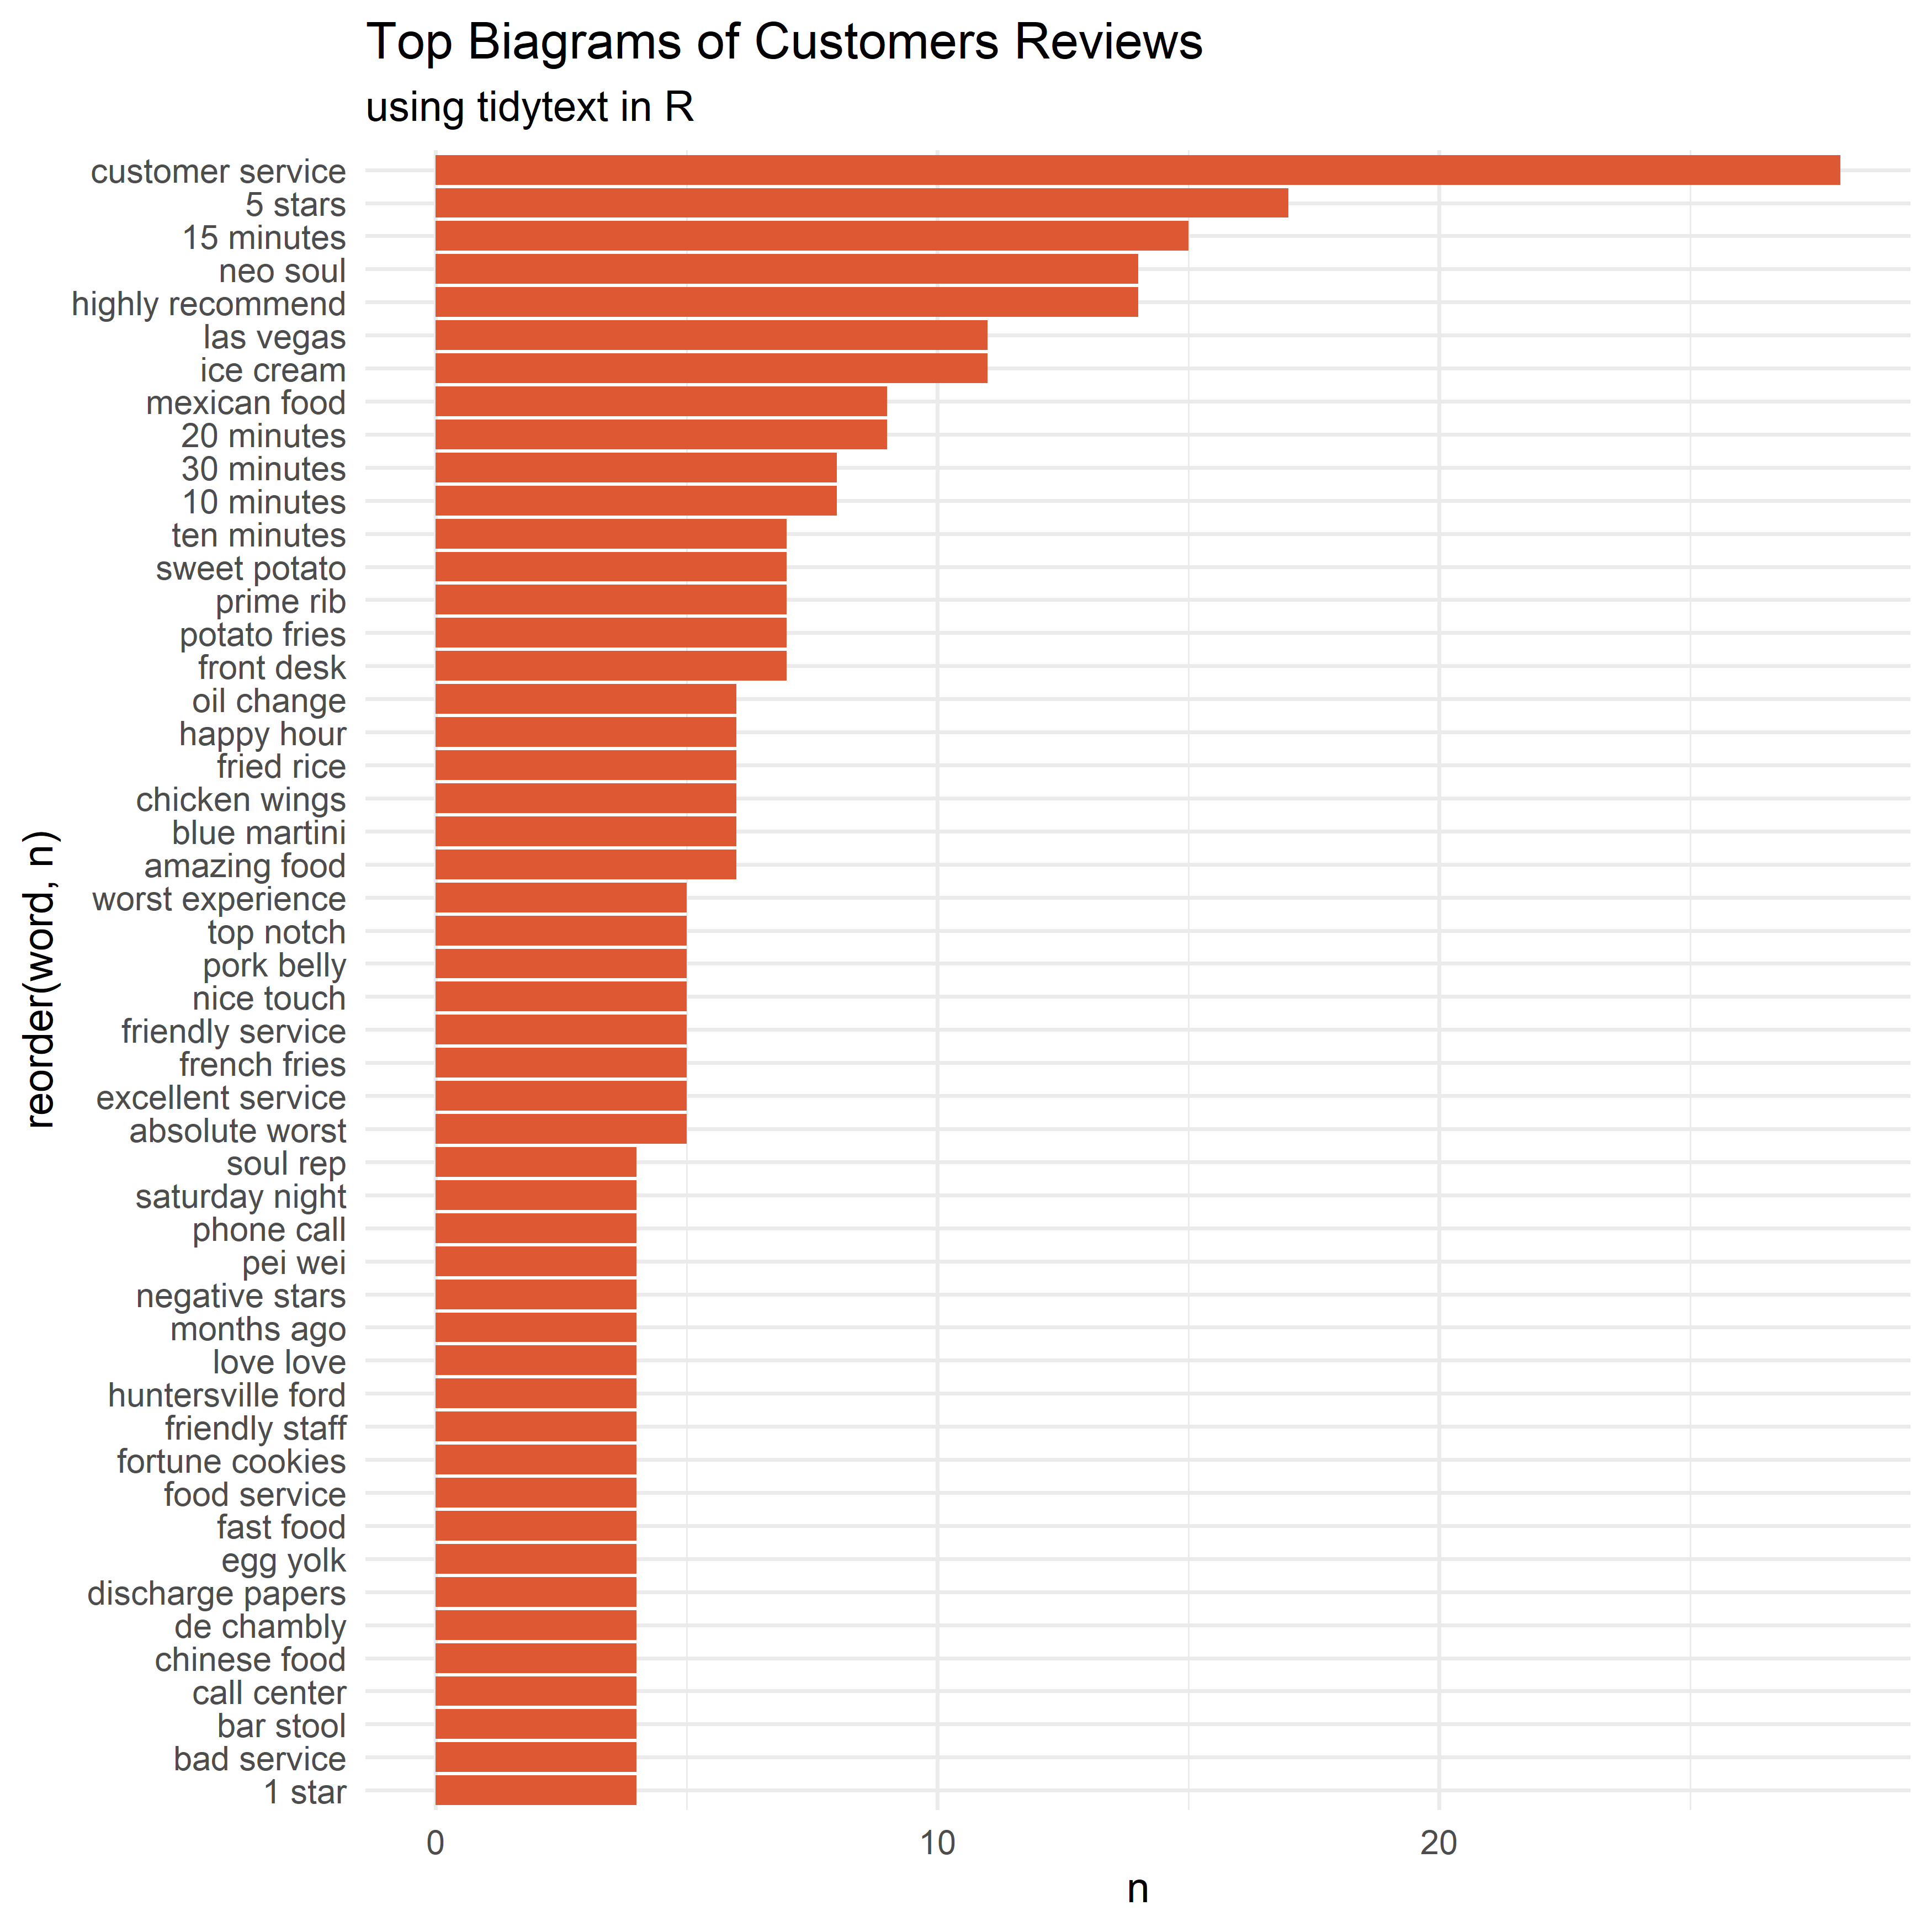 Top Biagrams of Customers Reviews
using tidytext in R
customer service
5 stars
15 minutes
neo soul
highly recommend
las vegas
ice cream
mexican food
20 minutes
30 minutes
10 minutes
ten minutes
sweet potato
prime rib
potato fries
front desk
oil change
happy hour
fried rice
chicken wings
blue martini
amazing food
worst experience
top notch
pork belly
nice touch
friendly service
french fries
excellent service
absolute worst
soul rep
saturday night
phone call
pei wei
negative stars
months ago
love love
huntersville ford
friendly staff
fortune cookies
food service
fast food
egg yolk
discharge papers
de chambly
chinese food
call center
bar stool
bad service
1 star
reorder(word, n)
0 10 20
n